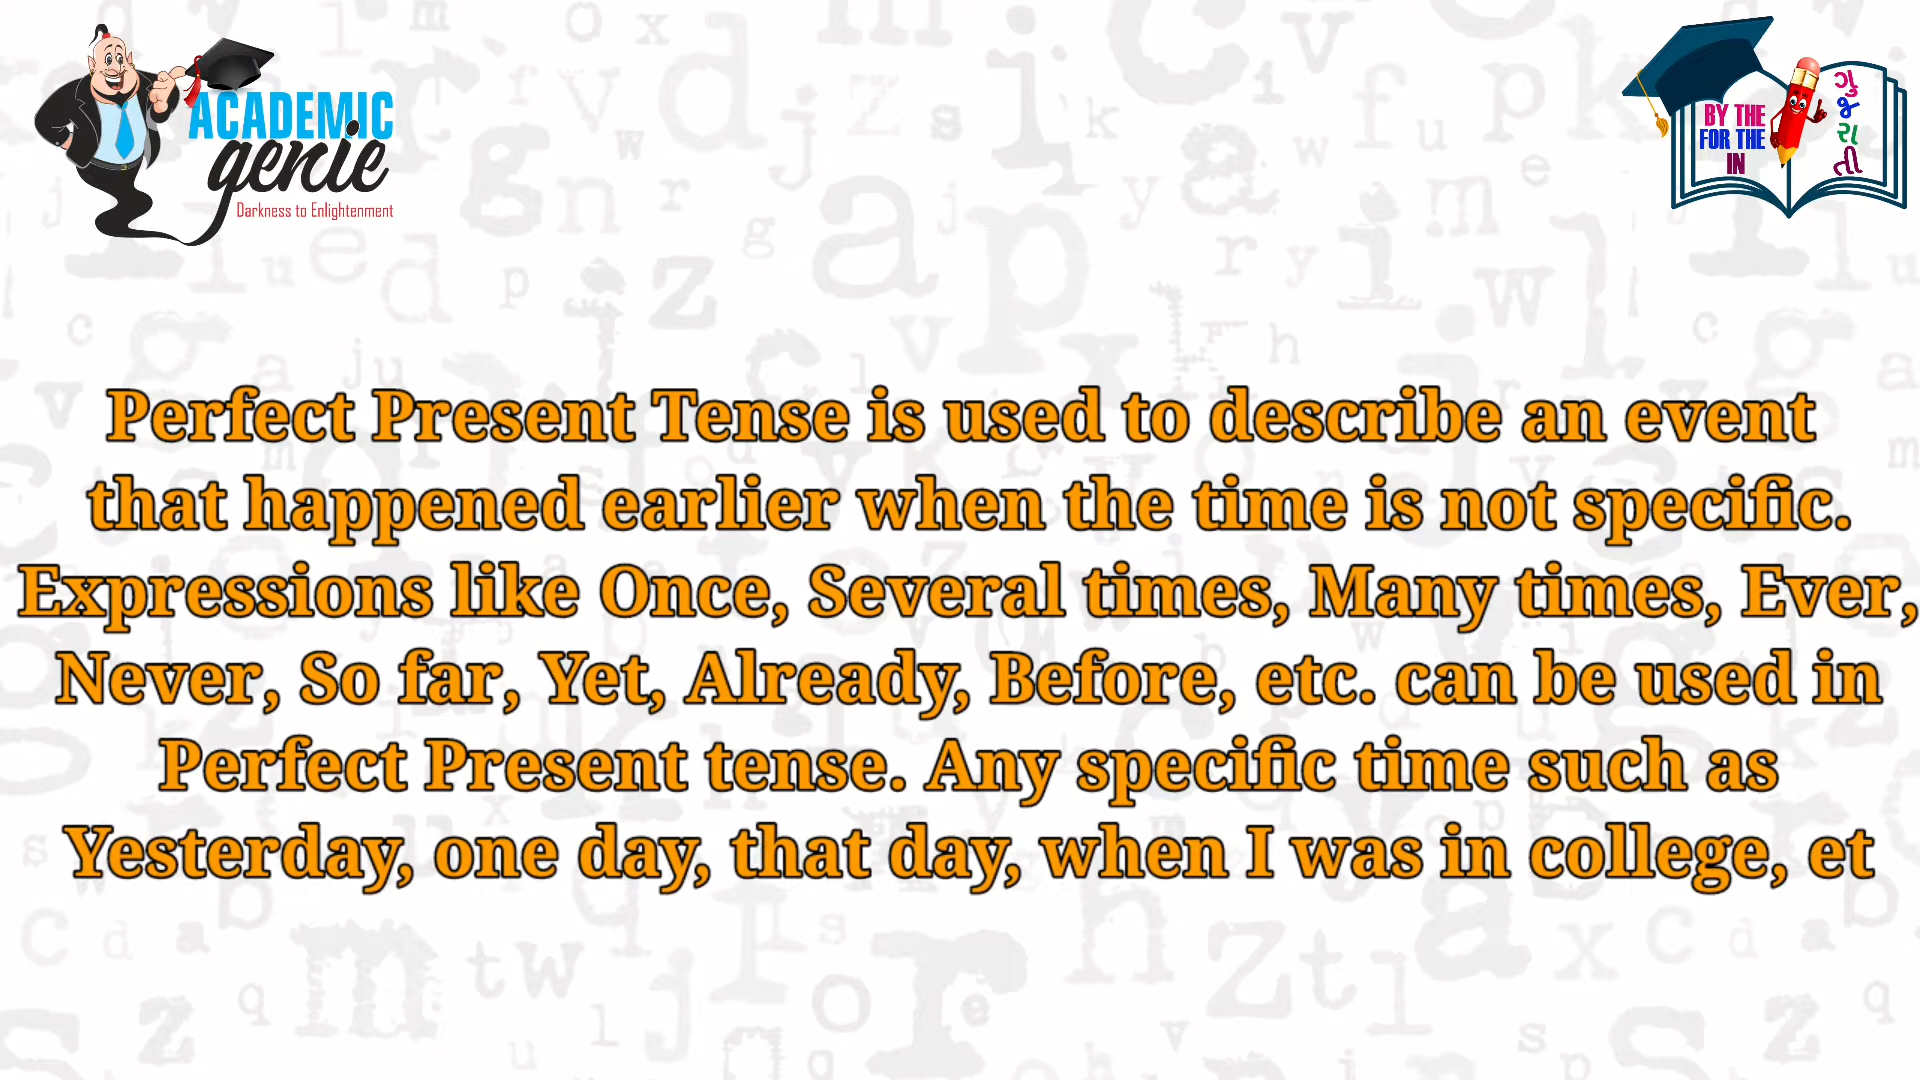 ACADEMIC
genie
Darkness to Enlightenment
BY THE
FOR THE
IN
ગુ
જ
રા
તી
Perfect Present Tense is used to describe an event
that happened earlier when the time is not specific.
Expressions like Once, Several times, Many times, Ever,
Never, So far, Yet, Already, Before, etc. can be used in
Perfect Present tense. Any specific time such as
Yesterday, one day, that day, when I was in college, et